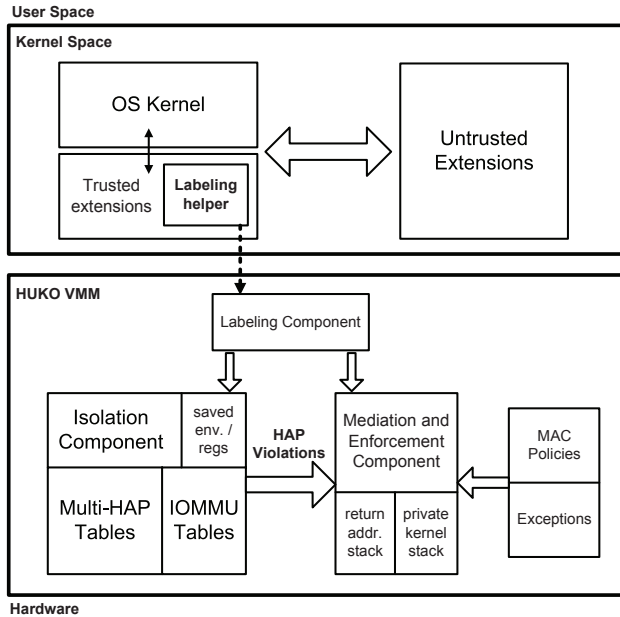 User Space
Kernel Space
OS Kernel
Trusted
extensions
Labeling
helper
Untrusted
Extensions
HUKO VMM
Labeling Component
Isolation
Component
saved
env. /
regs
Multi-HAP
Tables
IOMMU
Tables
HAP
Violations
Mediation and
Enforcement
Component
return
addr.
stack
private
kernel
stack
MAC
Policies
Exceptions
Hardware